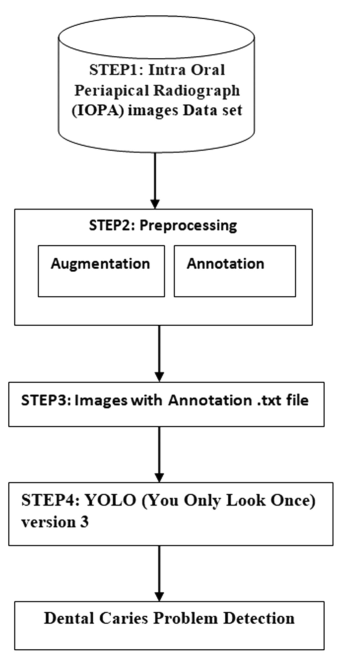 STEP1: Intra Oral
Periapical Radiograph
(IOPA) images Data set
STEP2: Preprocessing
Augmentation
Annotation
STEP3: Images with Annotation .txt file
STEP4: YOLO (You Only Look Once)
version 3
Dental Caries Problem Detection